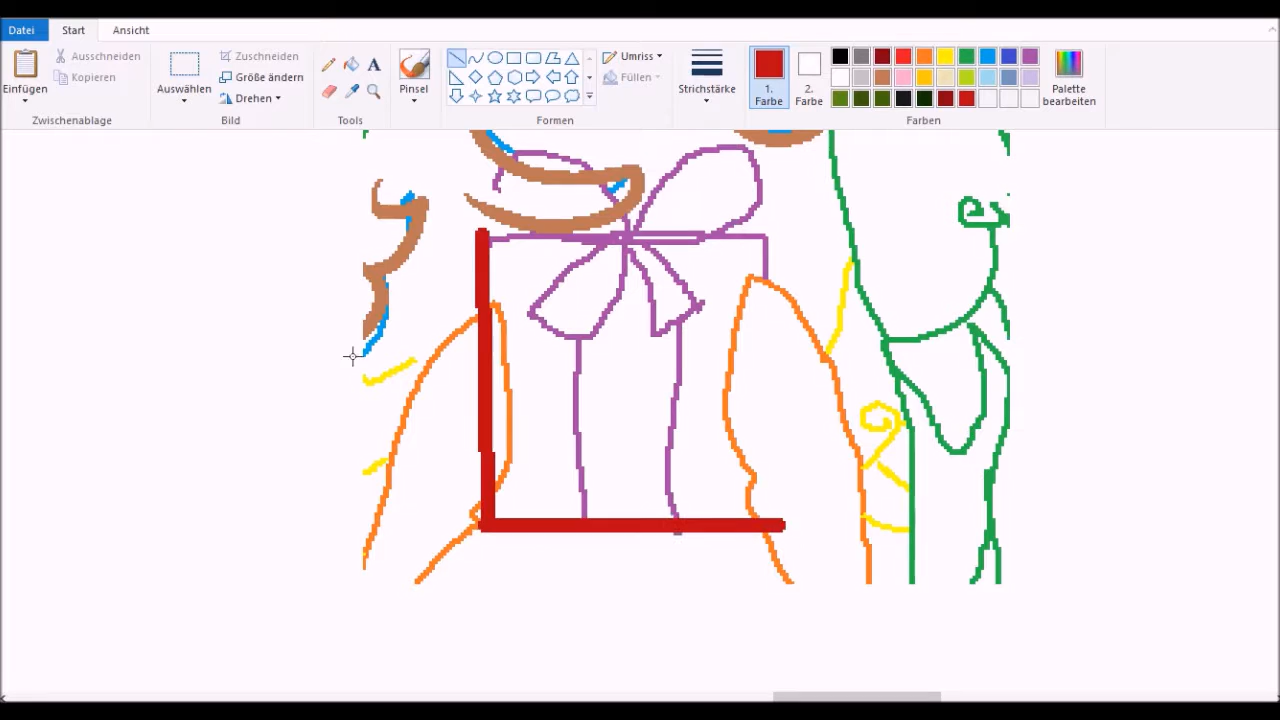 Datei Start Ansicht
Einfügen
Ausschneiden
Kopieren
Zwischenablage
Auswählen
Zuschneiden
Größe ändern
Drehen
Bild
A
Tools
Pinsel
Umriss
Füllen
Formen
Strichstärke
1. Farbe
2. Farbe
Palette bearbeiten
Farben